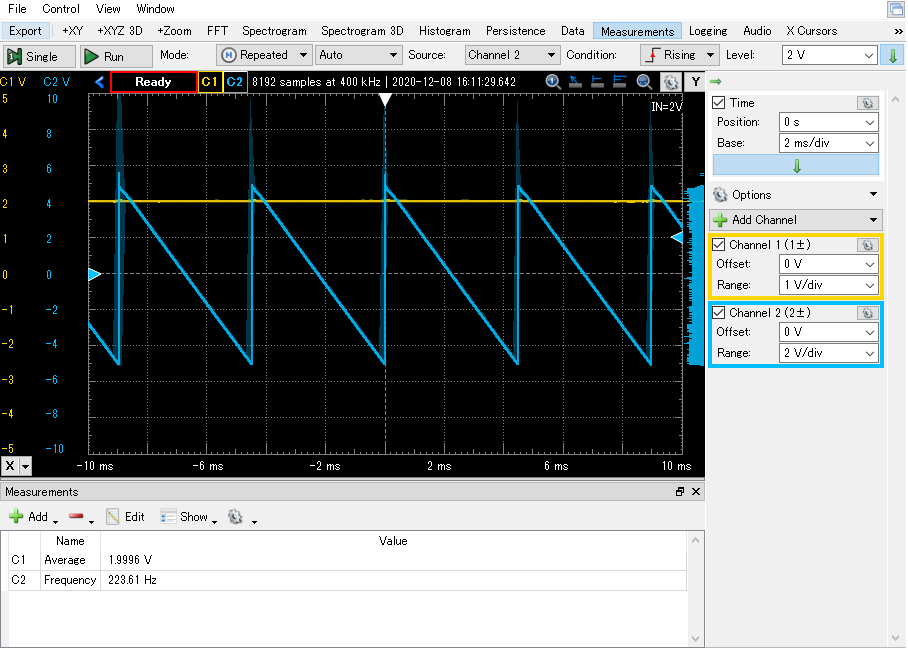 File Control View Window
Export +XY +XYZ 3D +Zoom FFT Spectrogram Spectrogram 3D Histogram Persistence Data Measurements Logging Audio X Cursors »
Single Run Mode: Repeated Auto Source: Channel 2 Condition: Rising Level: 2 V
C1 V C2 V Ready C1 C2 8192 samples at 400 kHz | 2020-12-08 16:11:29.642 Y
IN=2V
5 10
4 8
3 6
2 4
1 2
0 0
-1 -2
-2 -4
-3 -6
-4 -8
-5 -10
X -10 ms -6 ms -2 ms 2 ms 6 ms 10 ms
Time
Position: 0 s
Base: 2 ms/div
Options
Add Channel
Channel 1 (1±)
Offset: 0 V
Range: 1 V/div
Channel 2 (2±)
Offset: 0 V
Range: 2 V/div
Measurements
Add Edit Show
Name Value
C1 Average 1.9996 V
C2 Frequency 223.61 Hz